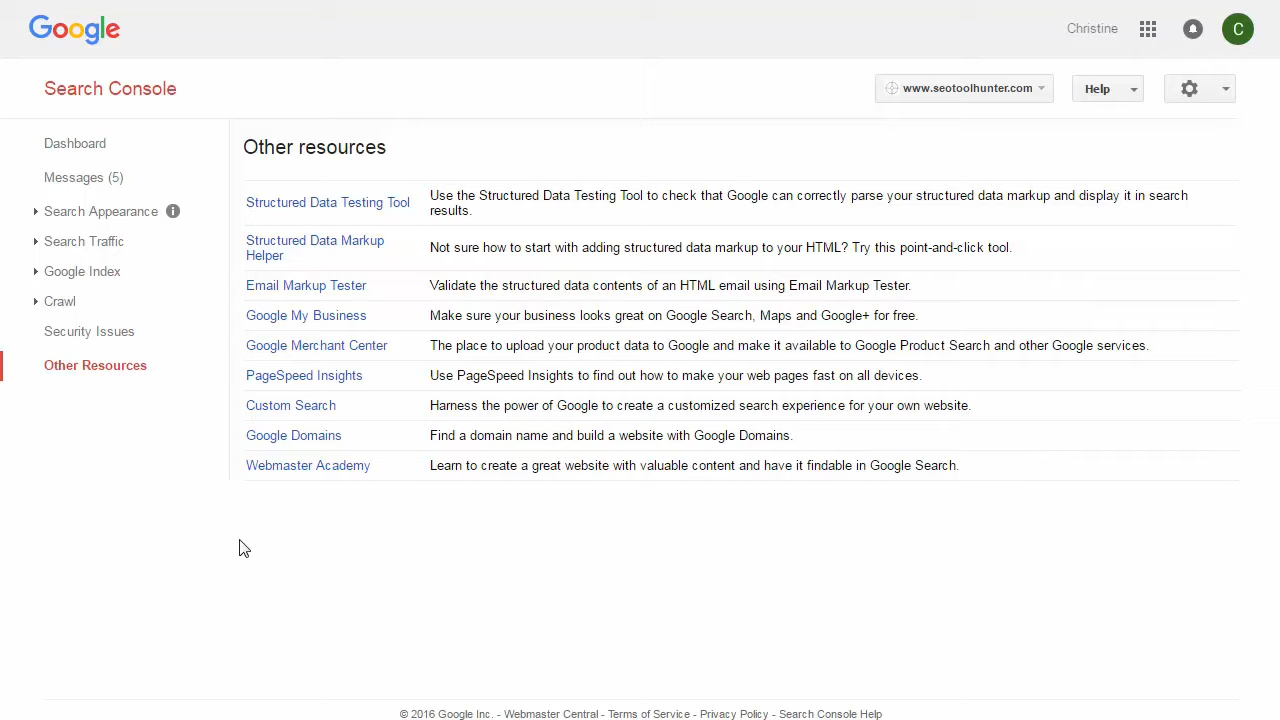 Google
Christine
C
Search Console
www.seotoolhunter.com
Help
Dashboard
Messages (5)
Search Appearance
Search Traffic
Google Index
Crawl
Security Issues
Other Resources
Other resources
Structured Data Testing Tool
Use the Structured Data Testing Tool to check that Google can correctly parse your structured data markup and display it in search
results.
Structured Data Markup
Helper
Not sure how to start with adding structured data markup to your HTML? Try this point-and-click tool.
Email Markup Tester
Validate the structured data contents of an HTML email using Email Markup Tester.
Google My Business
Make sure your business looks great on Google Search, Maps and Google+ for free.
Google Merchant Center
The place to upload your product data to Google and make it available to Google Product Search and other Google services.
PageSpeed Insights
Use PageSpeed Insights to find out how to make your web pages fast on all devices.
Custom Search
Harness the power of Google to create a customized search experience for your own website.
Google Domains
Find a domain name and build a website with Google Domains.
Webmaster Academy
Learn to create a great website with valuable content and have it findable in Google Search.
© 2016 Google Inc. - Webmaster Central - Terms of Service - Privacy Policy - Search Console Help